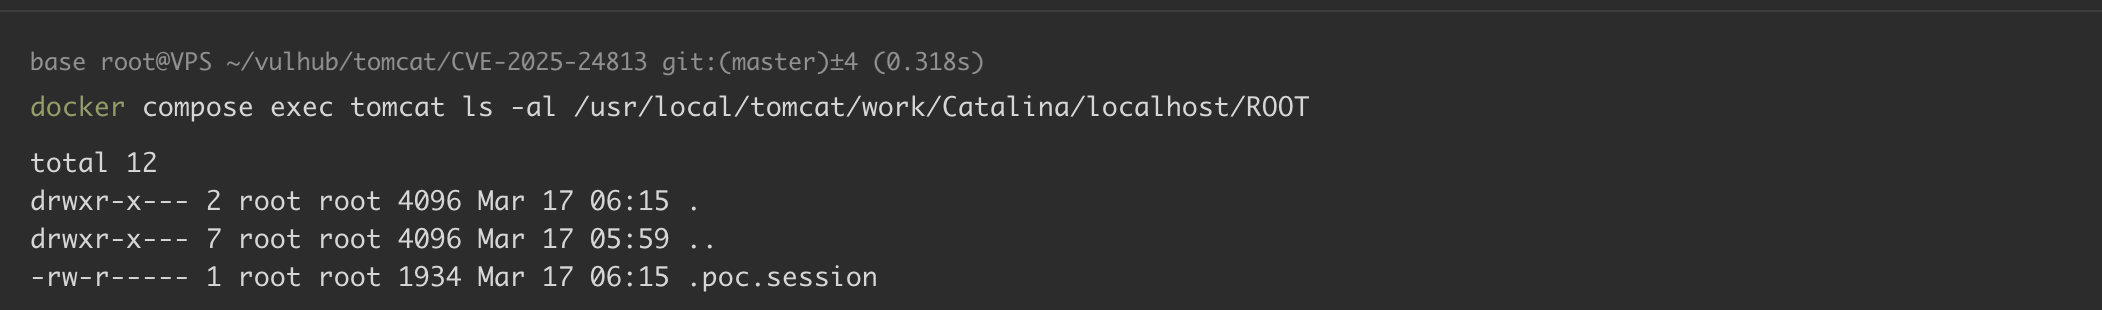 base root@VPS ~/vulhub/tomcat/CVE-2025-24813 git:(master)±4 (0.318s)
docker compose exec tomcat ls -al /usr/local/tomcat/work/Catalina/localhost/ROOT
total 12
drwxr-x--- 2 root root 4096 Mar 17 06:15 .
drwxr-x--- 7 root root 4096 Mar 17 05:59 ..
-rw-r----- 1 root root 1934 Mar 17 06:15 .poc.session